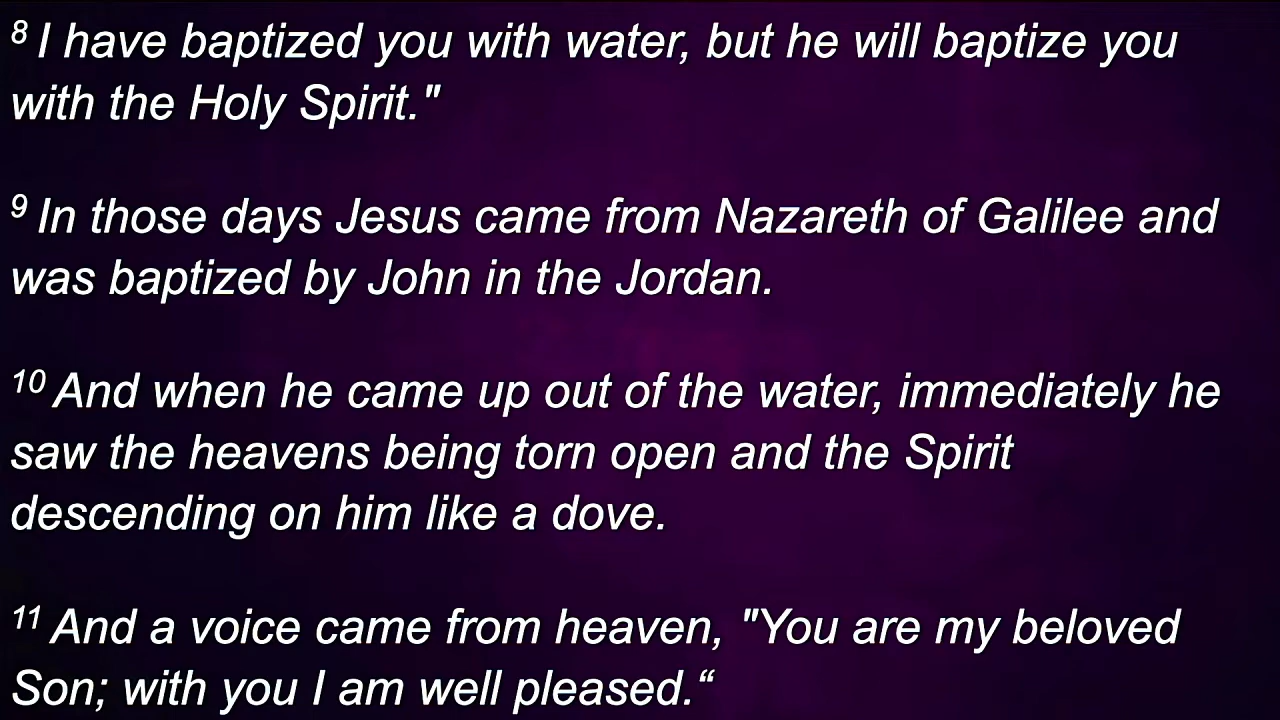 8 I have baptized you with water, but he will baptize you
with the Holy Spirit."
9 In those days Jesus came from Nazareth of Galilee and
was baptized by John in the Jordan.
10 And when he came up out of the water, immediately he
saw the heavens being torn open and the Spirit
descending on him like a dove.
11 And a voice came from heaven, "You are my beloved
Son; with you I am well pleased.“